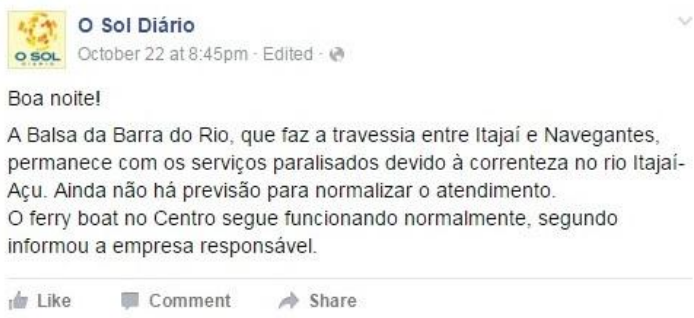 O Sol Diário
O SOL
DIÁRIO
October 22 at 8:45pm · Edited ·
Boa noite!
A Balsa da Barra do Rio, que faz a travessia entre Itajaí e Navegantes,
permanece com os serviços paralisados devido à correnteza no rio Itajaí-
Açu. Ainda não há previsão para normalizar o atendimento.
O ferry boat no Centro segue funcionando normalmente, segundo
informou a empresa responsável.
Like Comment Share